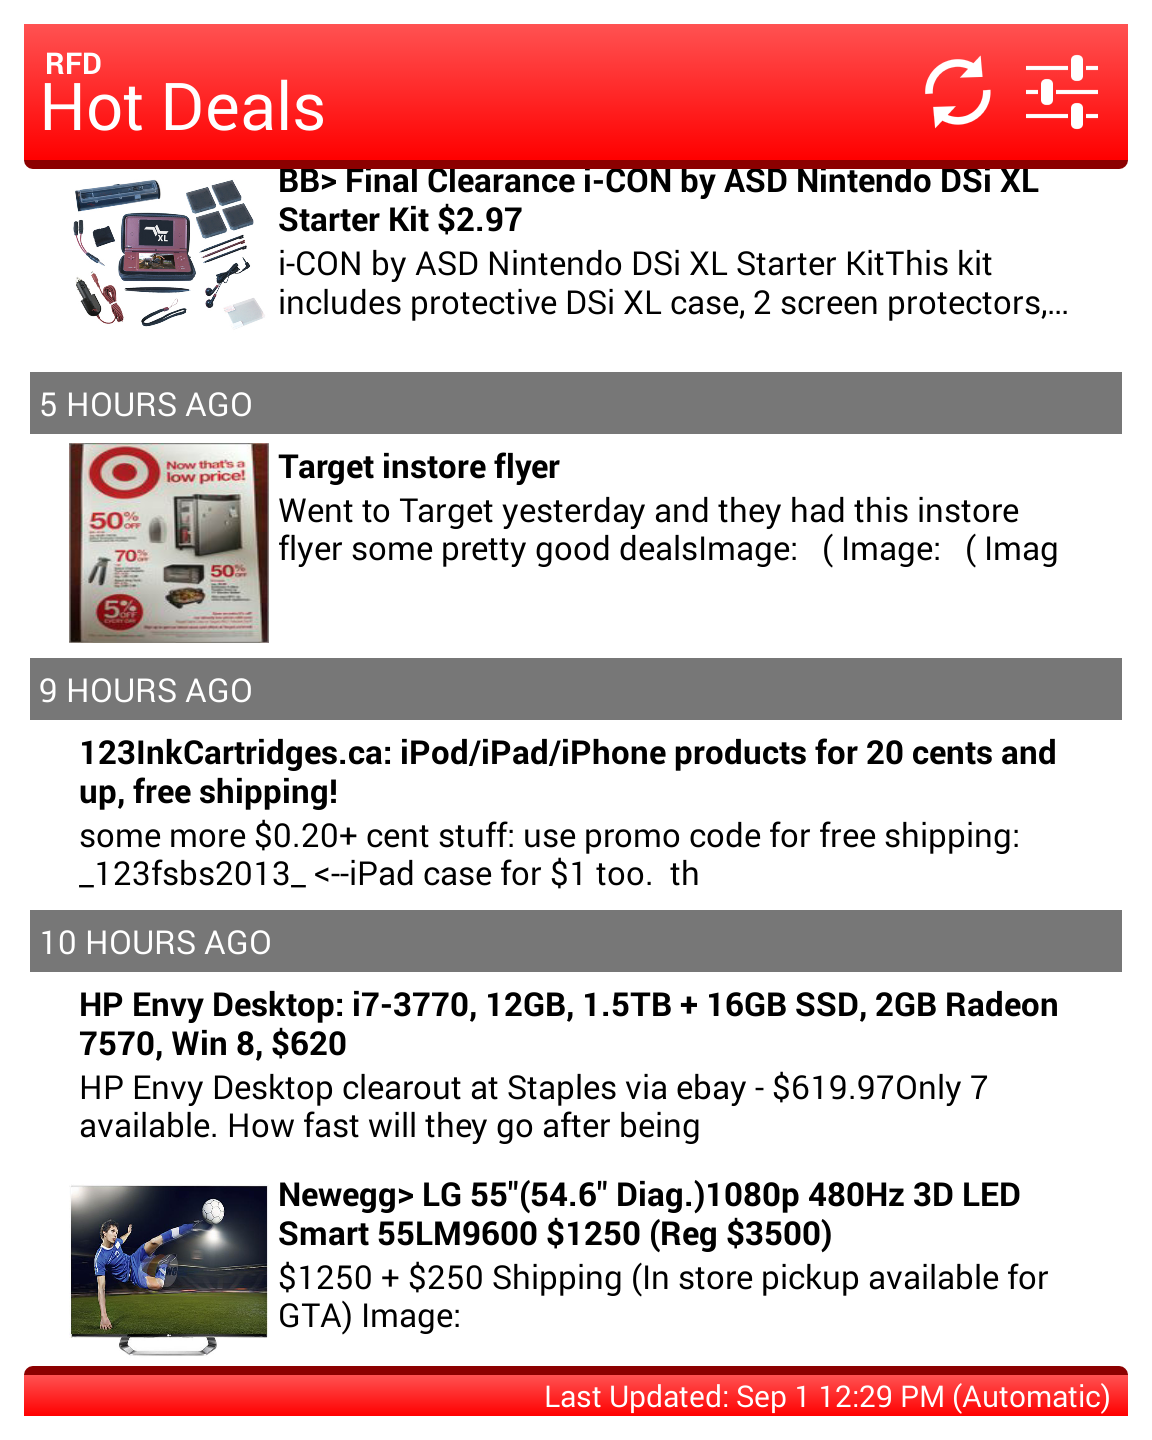 RFD
Hot Deals
BB> Final Clearance i-CON by ASD Nintendo DSi XL
Starter Kit $2.97
i-CON by ASD Nintendo DSi XL Starter KitThis kit
includes protective DSi XL case, 2 screen protectors,...
XL
5 HOURS AGO
Now that's a
low price!
50%
OFF
70%
OFF
50%
OFF
5%
OFF
EVERY DAY
Target instore flyer
Went to Target yesterday and they had this instore
flyer some pretty good dealsImage:   ( Image:   ( Imag
9 HOURS AGO
123InkCartridges.ca: iPod/iPad/iPhone products for 20 cents and
up, free shipping!
some more $0.20+ cent stuff: use promo code for free shipping:
_123fsbs2013_ <--iPad case for $1 too.  th
10 HOURS AGO
HP Envy Desktop: i7-3770, 12GB, 1.5TB + 16GB SSD, 2GB Radeon
7570, Win 8, $620
HP Envy Desktop clearout at Staples via ebay - $619.97Only 7
available. How fast will they go after being
Newegg> LG 55"(54.6" Diag.)1080p 480Hz 3D LED
Smart 55LM9600 $1250 (Reg $3500)
$1250 + $250 Shipping (In store pickup available for
GTA) Image:
Last Updated: Sep 1 12:29 PM (Automatic)